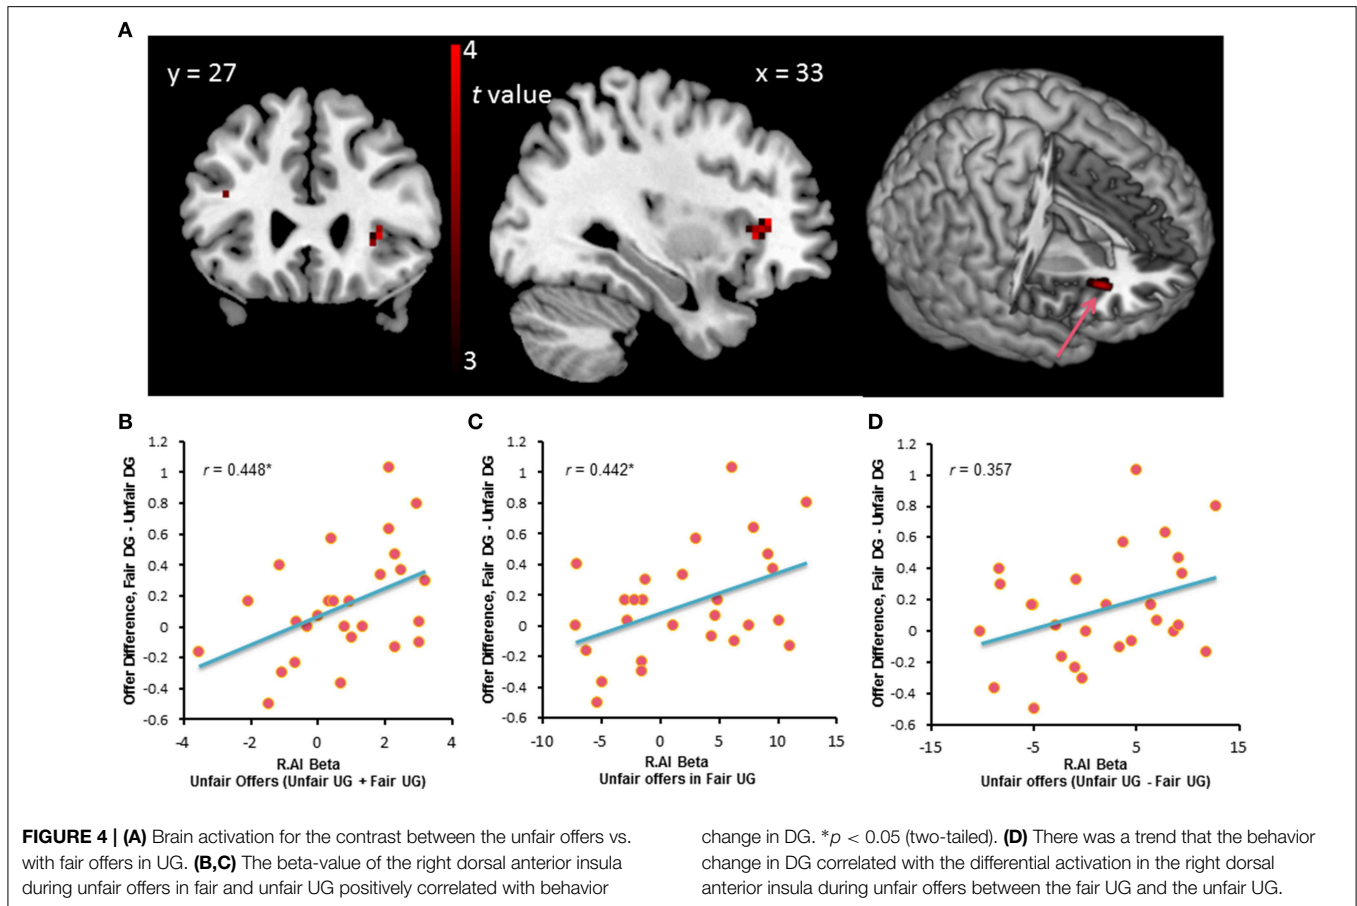 A
y = 27
4
t value
3
x = 33
B
r = 0.448*
Offer Difference, Fair DG - Unfair DG
1.2
1
0.8
0.6
0.4
0.2
0
-0.2
-0.4
-0.6
-4
-2
0
2
4
R.AI Beta
Unfair Offers (Unfair UG + Fair UG)
C
r = 0.442*
Offer Difference, Fair DG - Unfair DG
1.2
1
0.8
0.6
0.4
0.2
0
-0.2
-0.4
-0.6
-10
-5
0
5
10
15
R.AI Beta
Unfair offers in Fair UG
D
r = 0.357
Offer Difference, Fair DG - Unfair DG
1.2
1
0.8
0.6
0.4
0.2
0
-0.2
-0.4
-0.6
-15
-5
5
15
R.AI Beta
Unfair offers (Unfair UG - Fair UG)
FIGURE 4 | (A) Brain activation for the contrast between the unfair offers vs.
with fair offers in UG. (B,C) The beta-value of the right dorsal anterior insula
during unfair offers in fair and unfair UG positively correlated with behavior
change in DG. *p < 0.05 (two-tailed). (D) There was a trend that the behavior
change in DG correlated with the differential activation in the right dorsal
anterior insula during unfair offers between the fair UG and the unfair UG.